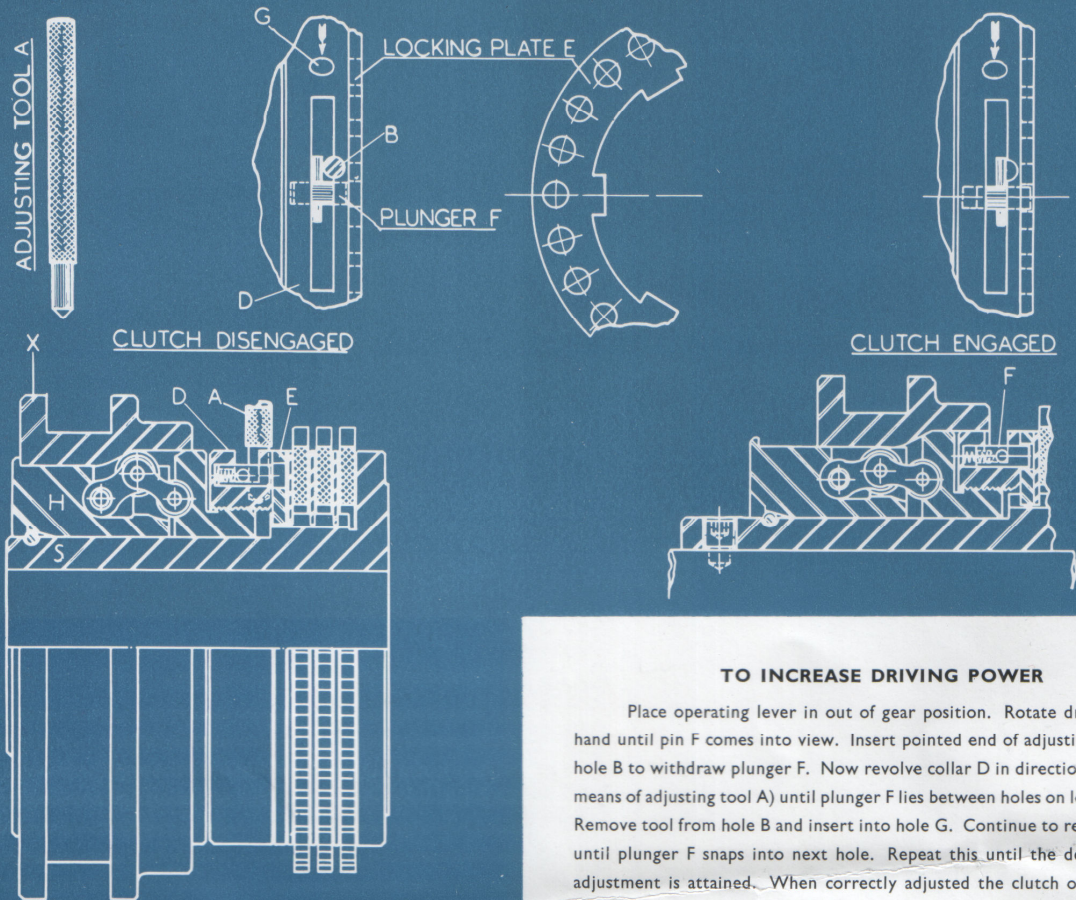 ADJUSTING TOOL A
G
LOCKING PLATE E
B
PLUNGER F
D
CLUTCH DISENGAGED
CLUTCH ENGAGED
X
D
A
E
H
S
F
TO INCREASE DRIVING POWER
Place operating lever in out of gear position. Rotate
hand until pin F comes into view. Insert pointed end of
hole B to withdraw plunger F. Now revolve collar D in
means of adjusting tool A) until plunger F lies between holes on
Remove tool from hole B and insert into hole G. Continue to
until plunger F snaps into next hole. Repeat this until the
adjustment is attained. When correctly adjusted the clutch